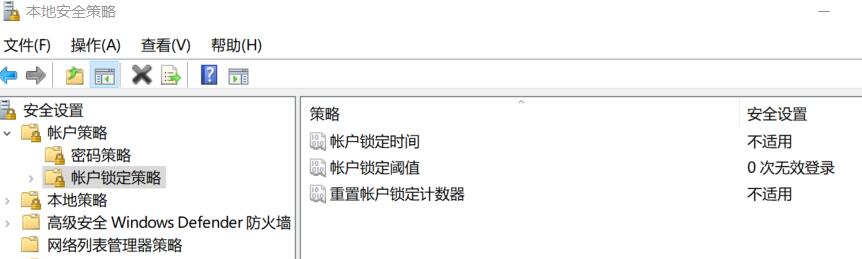 本地安全策略
文件(F) 操作(A) 查看(V) 帮助(H)
安全设置
帐户策略
密码策略
帐户锁定策略
本地策略
高级安全 Windows Defender 防火墙
网络列表管理器策略
策略 安全设置
帐户锁定时间 不适用
帐户锁定阈值 0 次无效登录
重置帐户锁定计数器 不适用